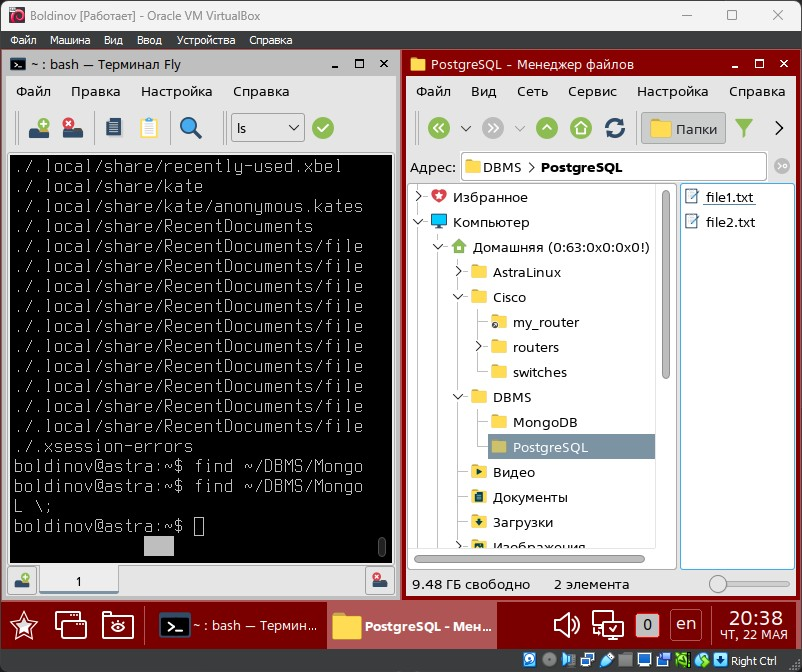 Boldinov [Работает] - Oracle VM VirtualBox
Файл Машина Вид Ввод Устройства Справка
~ : bash — Терминал Fly
Файл Правка Настройка Справка
ls
./.local/share/recently-used.xbel
./.local/share/kate
./.local/share/kate/anonymous.kates
./.local/share/RecentDocuments
./.local/share/RecentDocuments/file
./.local/share/RecentDocuments/file
./.local/share/RecentDocuments/file
./.local/share/RecentDocuments/file
./.local/share/RecentDocuments/file
./.local/share/RecentDocuments/file
./.local/share/RecentDocuments/file
./.local/share/RecentDocuments/file
./.local/share/RecentDocuments/file
./.xsession-errors
boldinov@astra:~$ find ~/DBMS/Mongo
boldinov@astra:~$ find ~/DBMS/Mongo
L \;
boldinov@astra:~$
1
PostgreSQL – Менеджер файлов
Файл Вид Сеть Сервис Настройка Справка
Папки
Адрес: DBMS > PostgreSQL
Избранное
Компьютер
Домашняя (0:63:0x0:0x0!)
AstraLinux
Cisco
my_router
routers
switches
DBMS
MongoDB
PostgreSQL
Видео
Документы
Загрузки
Изображения
file1.txt
file2.txt
9.48 ГБ свободно 2 элемента
~ : bash — Термин...
PostgreSQL - Мен...
0
en
20:38
ЧТ, 22 МАЯ
Right Ctrl